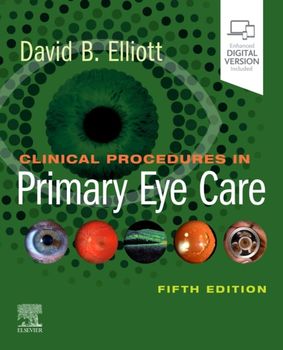 David B. Elliott
Enhanced
DIGITAL
VERSION
Included
CLINICAL PROCEDURES IN
Primary Eye Care
FIFTH EDITION
ELSEVIER